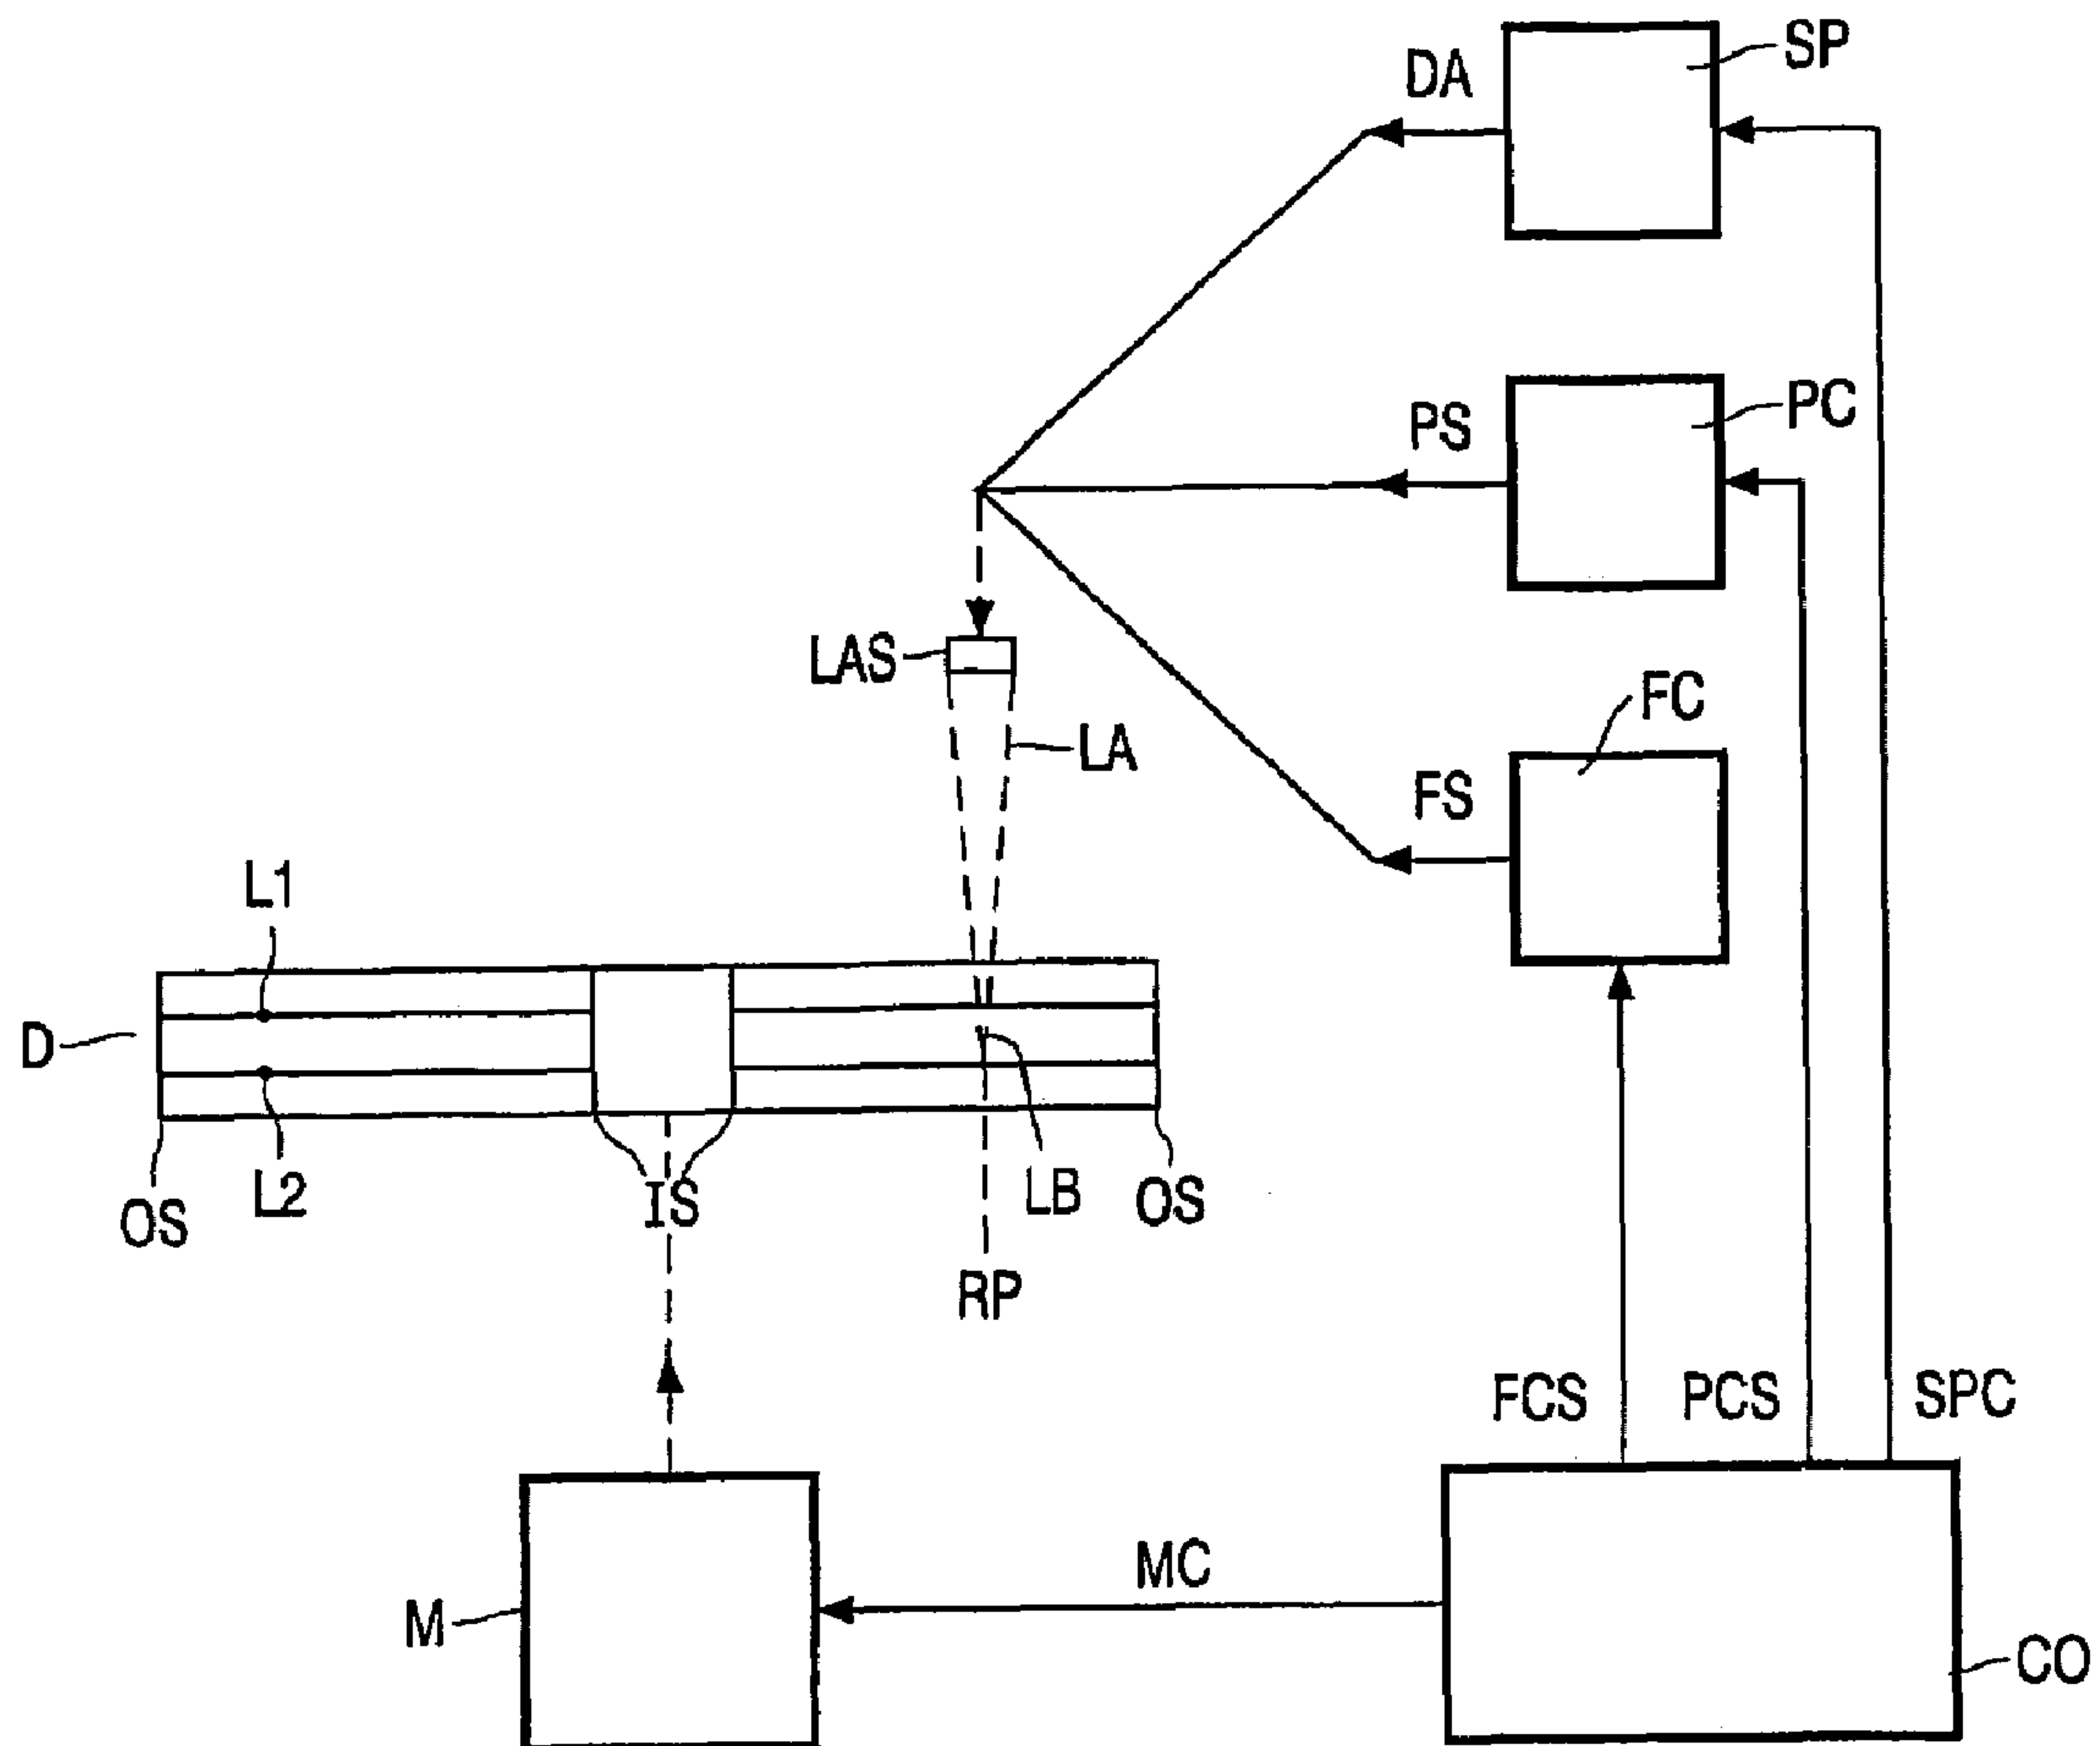 SP
DA
PC
PS
LAS
FC
LA
FS
L1
D
LB
L2
IS
OS
OS
RP
FCS
PCS
SPC
MC
M
CO